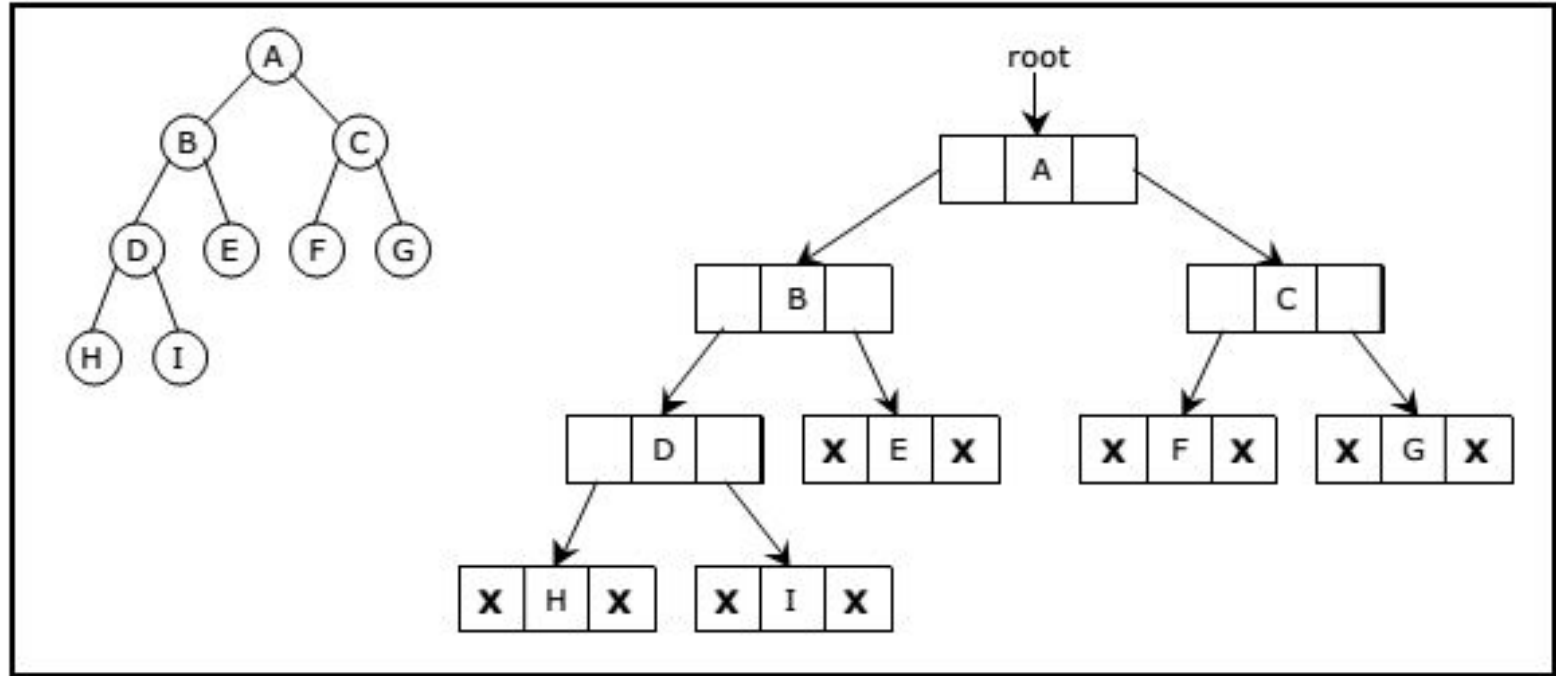 A
B C
D E F G
H I
root
A
B C
D X E X X F X X G X
X H X X I X